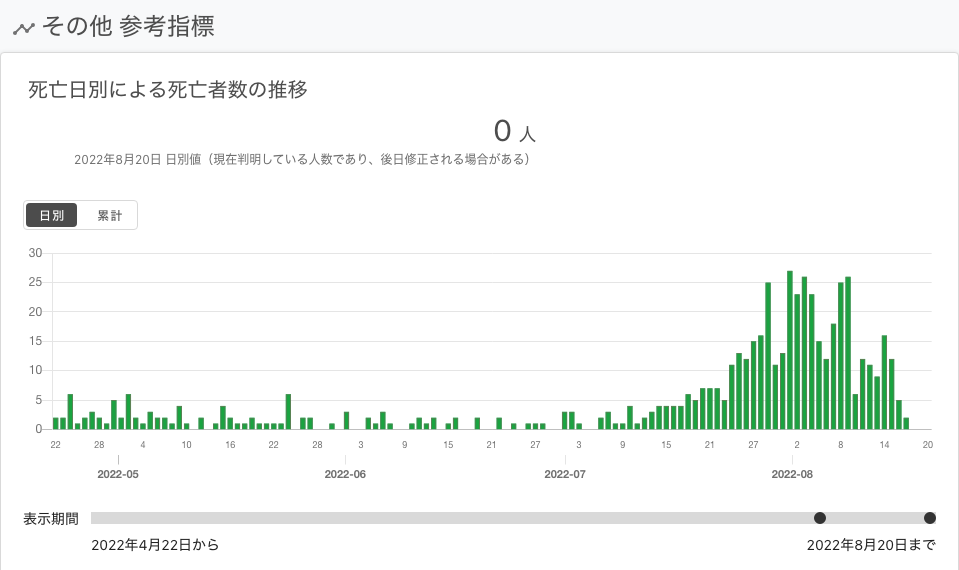 その他 参考指標
死亡日別による死亡者数の推移
0 人
2022年8月20日 日別値（現在判明している人数であり、後日修正される場合がある）
日別 累計
30
25
20
15
10
5
0
22 28 4 10 16 22 28 3 9 15 21 27 3 9 15 21 27 2 8 14 20
2022-05 2022-06 2022-07 2022-08
表示期間
2022年4月22日から 2022年8月20日まで